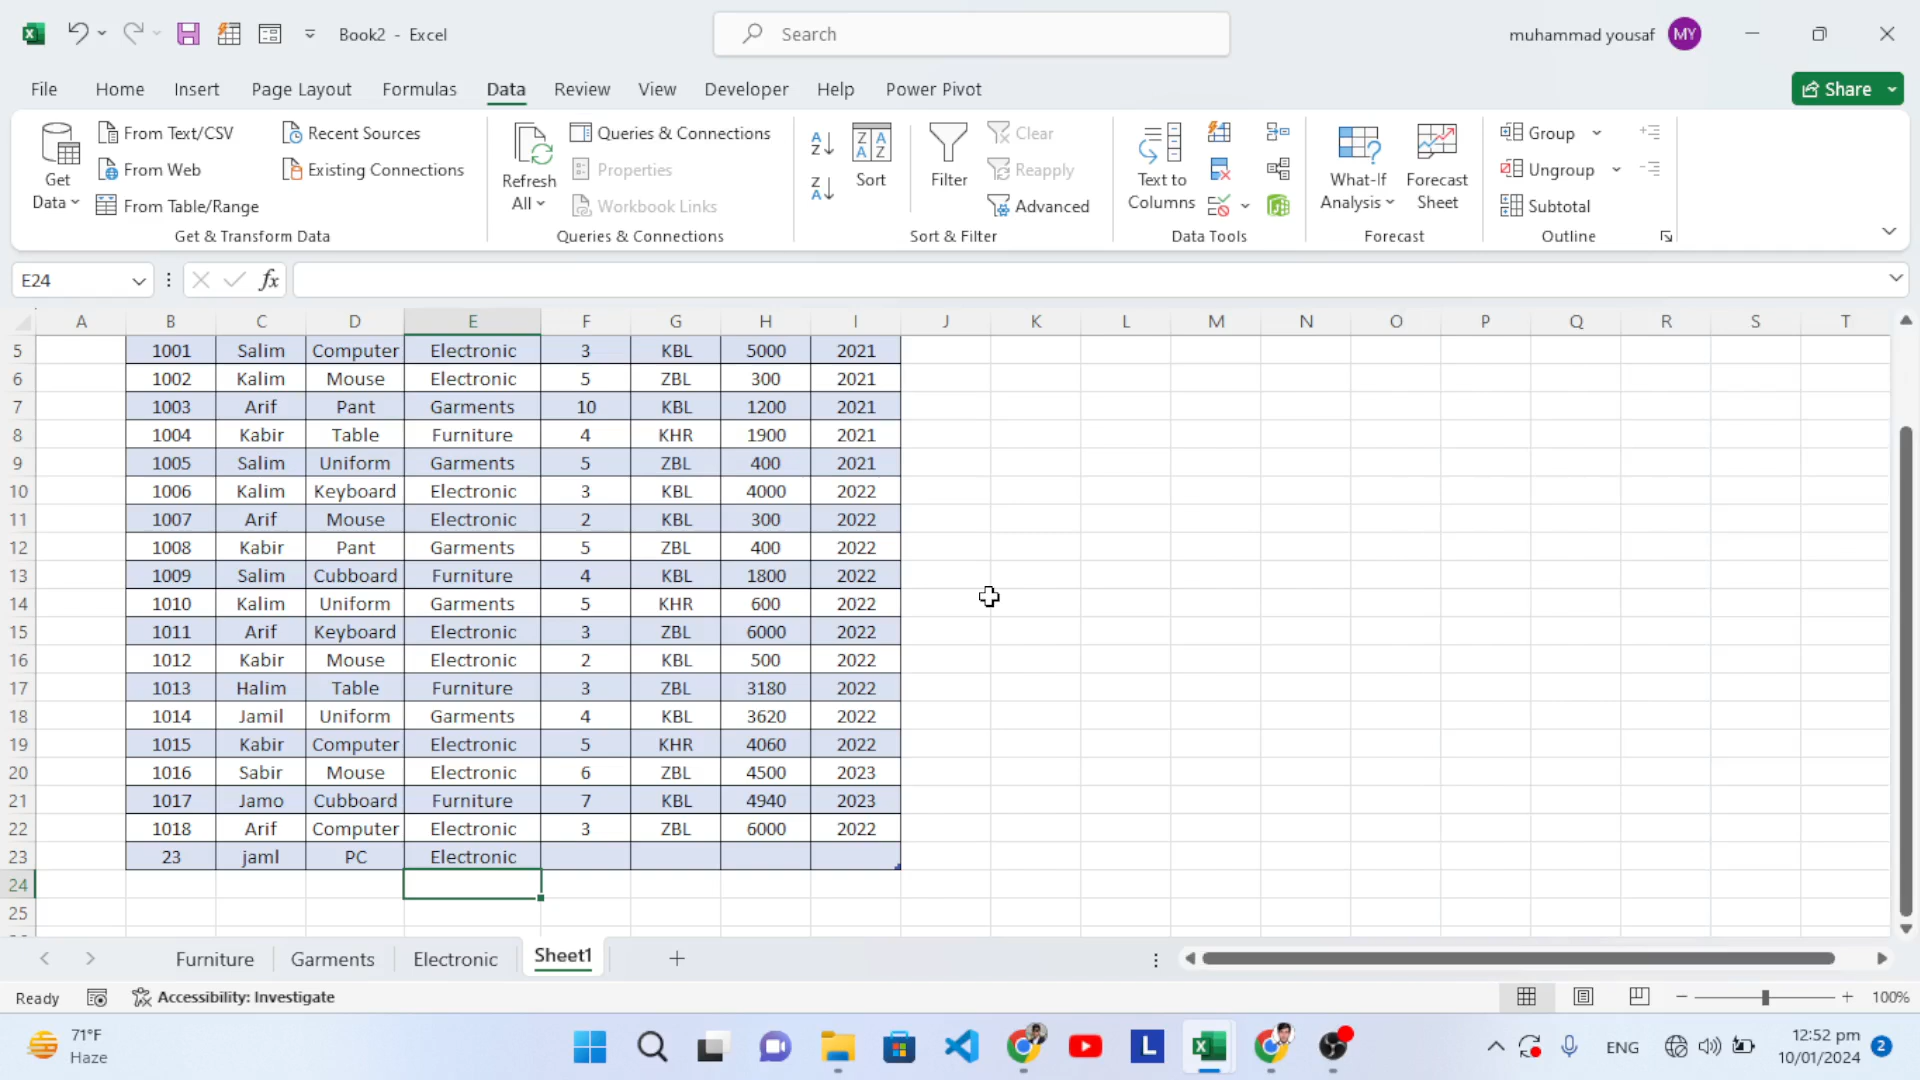 Book2 - Excel
Search
muhammad yousaf MY
File Home Insert Page Layout Formulas Data Review View Developer Help Power Pivot Share
Get Data
From Text/CSV
From Web
From Table/Range
Recent Sources
Existing Connections
Get & Transform Data
Refresh All
Queries & Connections
Properties
Workbook Links
Queries & Connections
Sort
Filter
Clear
Reapply
Advanced
Sort & Filter
Text to Columns
Data Tools
What-If Analysis
Forecast Sheet
Forecast
Group
Ungroup
Subtotal
Outline
E24 fx
A B C D E F G H I J K L M N O P Q R S T
5 1001 Salim Computer Electronic 3 KBL 5000 2021
6 1002 Kalim Mouse Electronic 5 ZBL 300 2021
7 1003 Arif Pant Garments 10 KBL 1200 2021
8 1004 Kabir Table Furniture 4 KHR 1900 2021
9 1005 Salim Uniform Garments 5 ZBL 400 2021
10 1006 Kalim Keyboard Electronic 3 KBL 4000 2022
11 1007 Arif Mouse Electronic 2 KBL 300 2022
12 1008 Kabir Pant Garments 5 ZBL 400 2022
13 1009 Salim Cubboard Furniture 4 KBL 1800 2022
14 1010 Kalim Uniform Garments 5 KHR 600 2022
15 1011 Arif Keyboard Electronic 3 ZBL 6000 2022
16 1012 Kabir Mouse Electronic 2 KBL 500 2022
17 1013 Halim Table Furniture 3 ZBL 3180 2022
18 1014 Jamil Uniform Garments 4 KBL 3620 2022
19 1015 Kabir Computer Electronic 5 KHR 4060 2022
20 1016 Sabir Mouse Electronic 6 ZBL 4500 2023
21 1017 Jamo Cubboard Furniture 7 KBL 4940 2023
22 1018 Arif Computer Electronic 3 ZBL 6000 2022
23 23 jaml PC Electronic
24
25
Furniture Garments Electronic Sheet1
Ready Accessibility: Investigate 100%
71°F
Haze
L
ENG
12:52 pm
10/01/2024
2